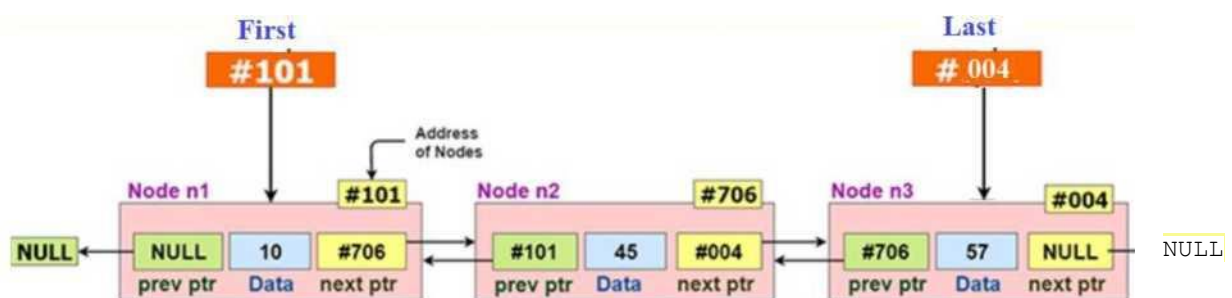 First
Last
#101
# 004
Address
of Nodes
Node n1
#101
Node n2
#706
Node n3
#004
NULL
NULL
10
#706
#101
45
#004
#706
57
NULL
NULL
prev ptr
Data
next ptr
prev ptr
Data
next ptr
prev ptr
Data
next ptr